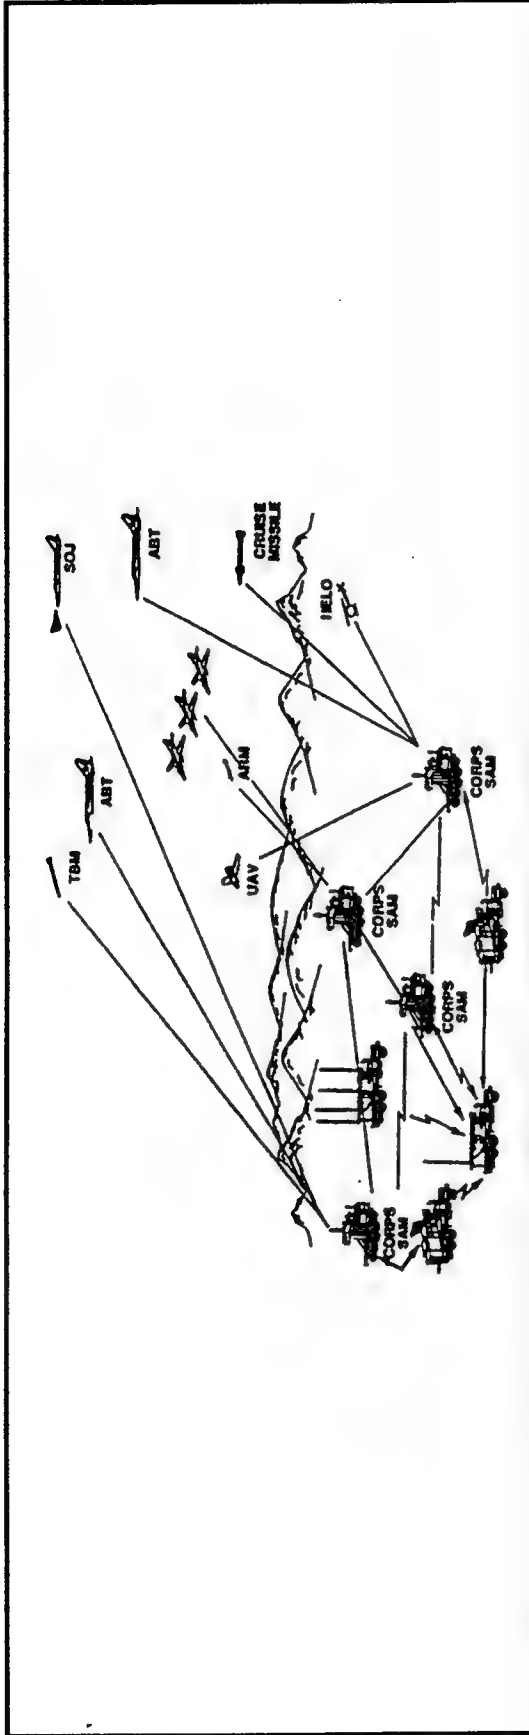 TBM
SOJ
ABT
ABT
ARM
CRUISE
MISSILE
UAV
HELO
CORPS
SAM
CORPS
SAM
CORPS
SAM
CORPS
SAM